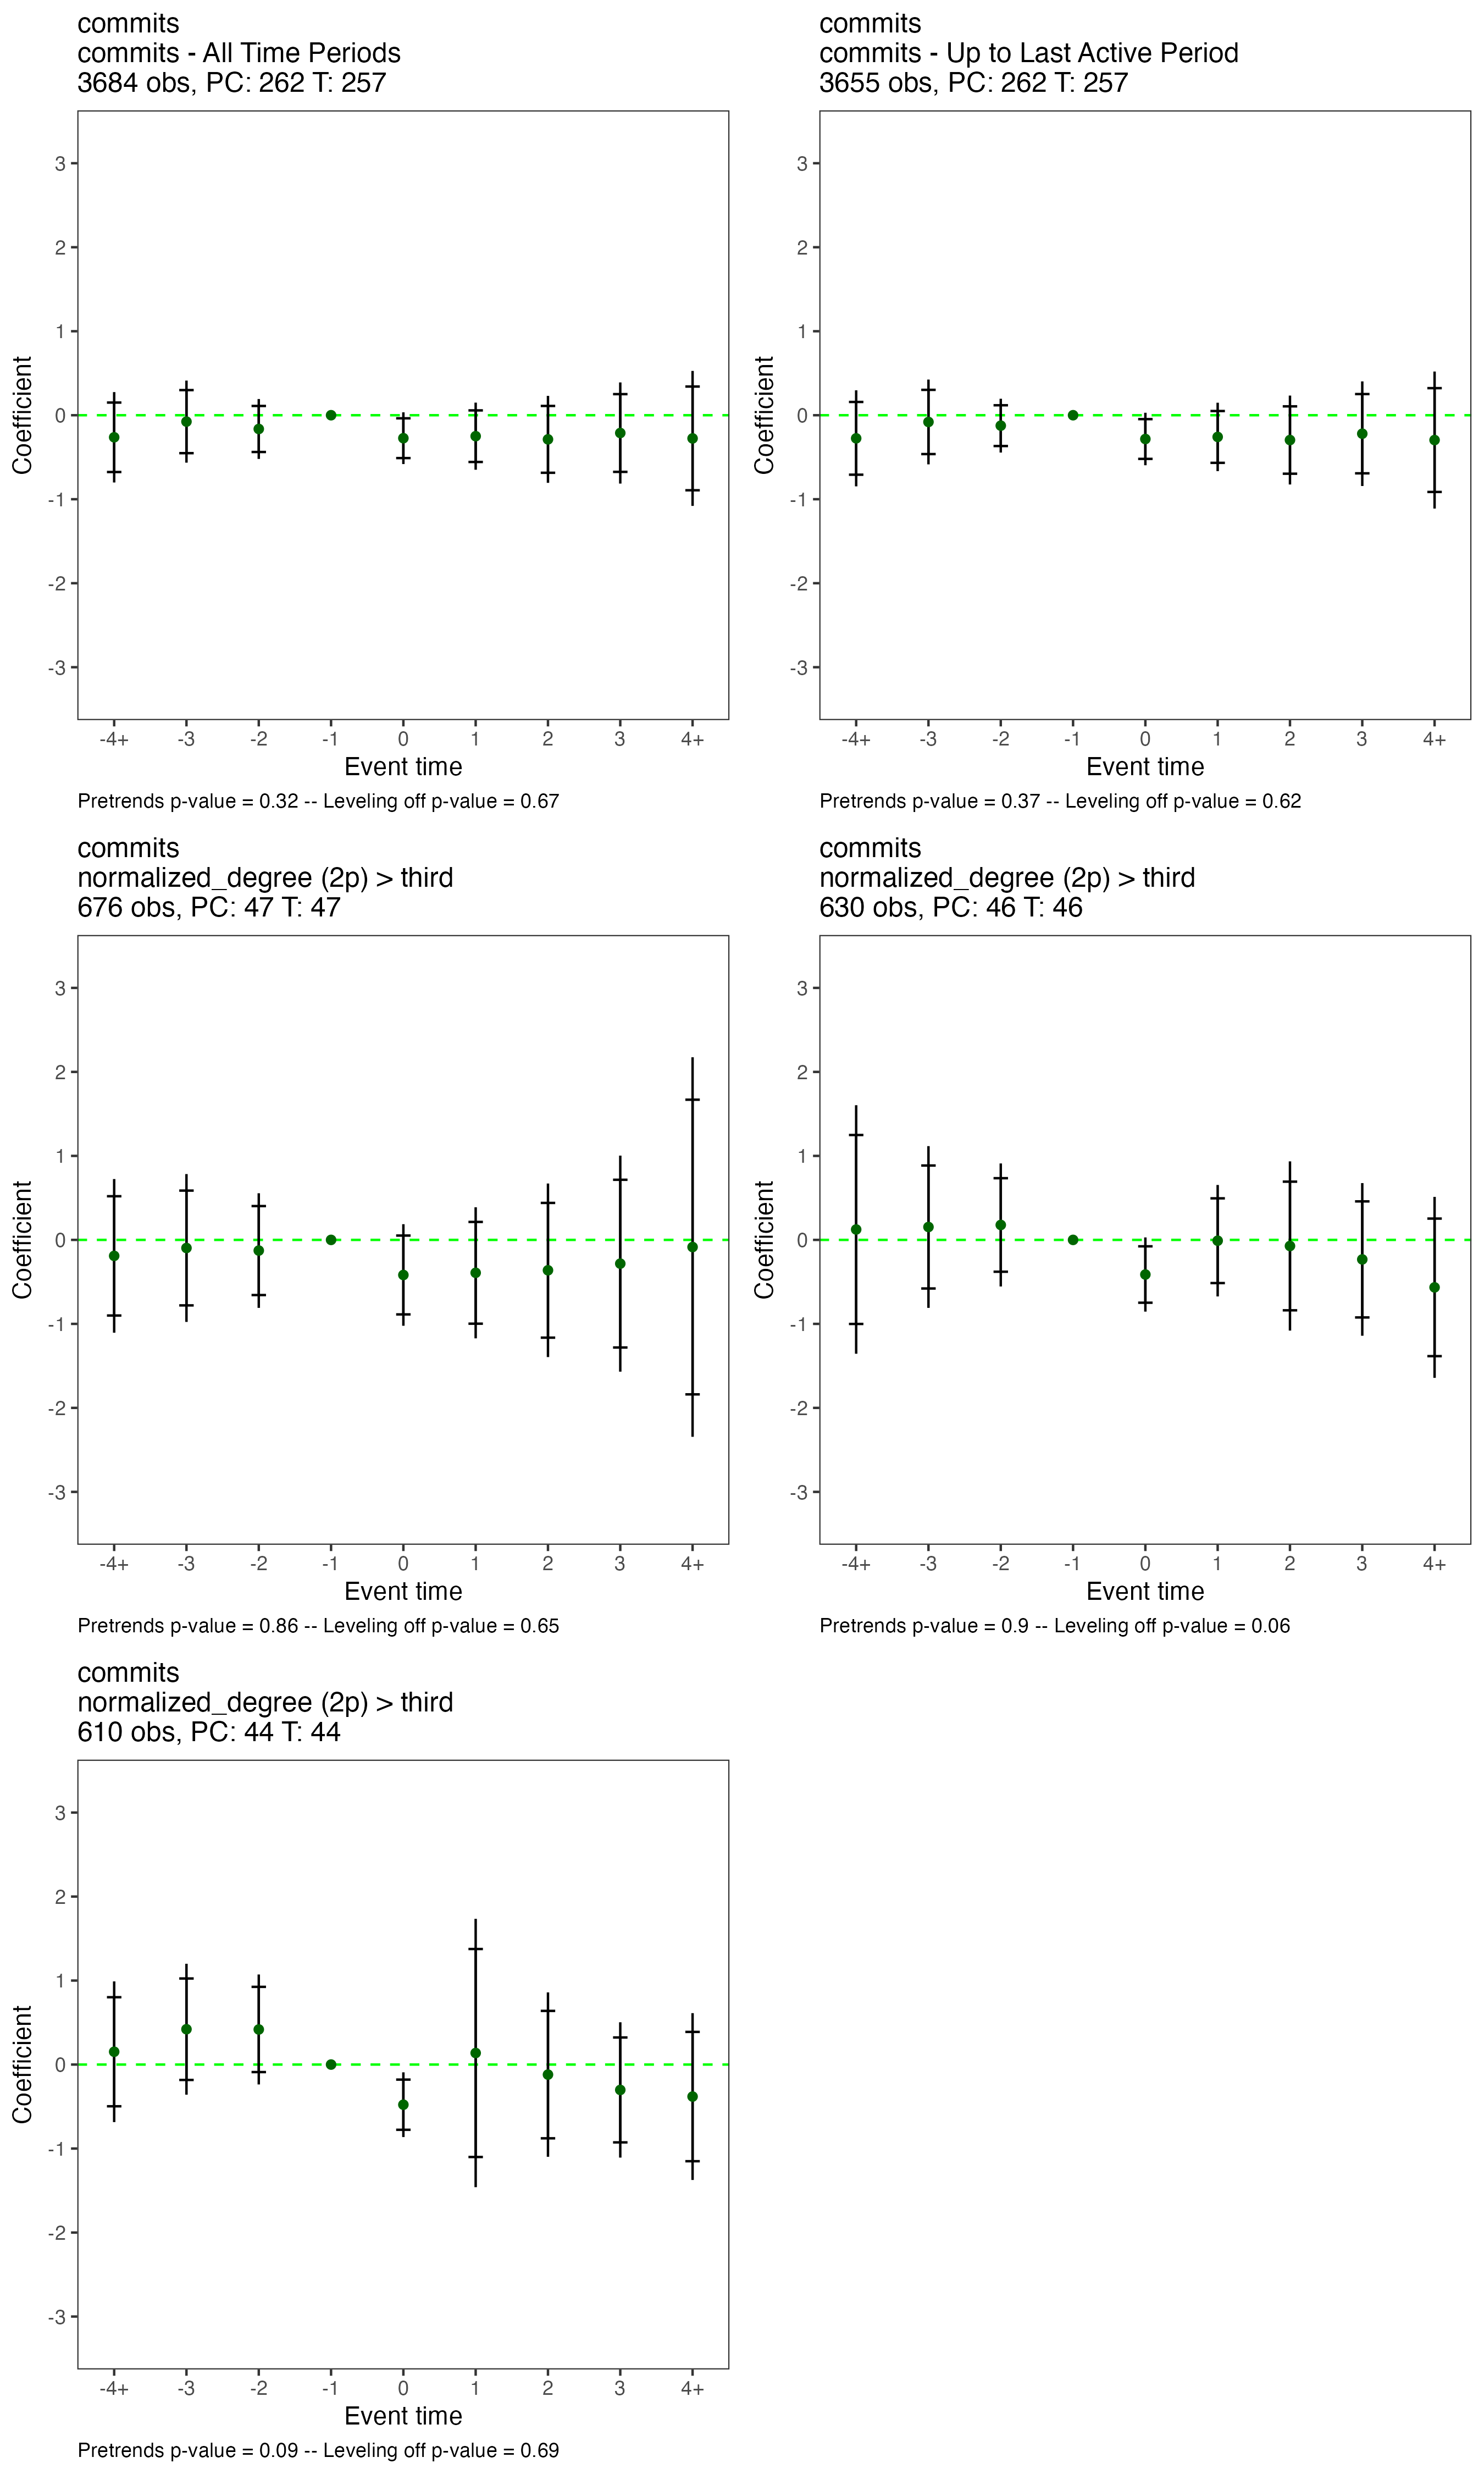 commits
commits - All Time Periods
3684 obs, PC: 262 T: 257
Coefficient
3
2
1
0
-1
-2
-3
-4+ -3 -2 -1 0 1 2 3 4+
Event time
Pretrends p-value = 0.32 -- Leveling off p-value = 0.67
commits
commits - Up to Last Active Period
3655 obs, PC: 262 T: 257
Coefficient
3
2
1
0
-1
-2
-3
-4+ -3 -2 -1 0 1 2 3 4+
Event time
Pretrends p-value = 0.37 -- Leveling off p-value = 0.62
commits
normalized_degree (2p) > third
676 obs, PC: 47 T: 47
Coefficient
3
2
1
0
-1
-2
-3
-4+ -3 -2 -1 0 1 2 3 4+
Event time
Pretrends p-value = 0.86 -- Leveling off p-value = 0.65
commits
normalized_degree (2p) > third
630 obs, PC: 46 T: 46
Coefficient
3
2
1
0
-1
-2
-3
-4+ -3 -2 -1 0 1 2 3 4+
Event time
Pretrends p-value = 0.9 -- Leveling off p-value = 0.06
commits
normalized_degree (2p) > third
610 obs, PC: 44 T: 44
Coefficient
3
2
1
0
-1
-2
-3
-4+ -3 -2 -1 0 1 2 3 4+
Event time
Pretrends p-value = 0.09 -- Leveling off p-value = 0.69